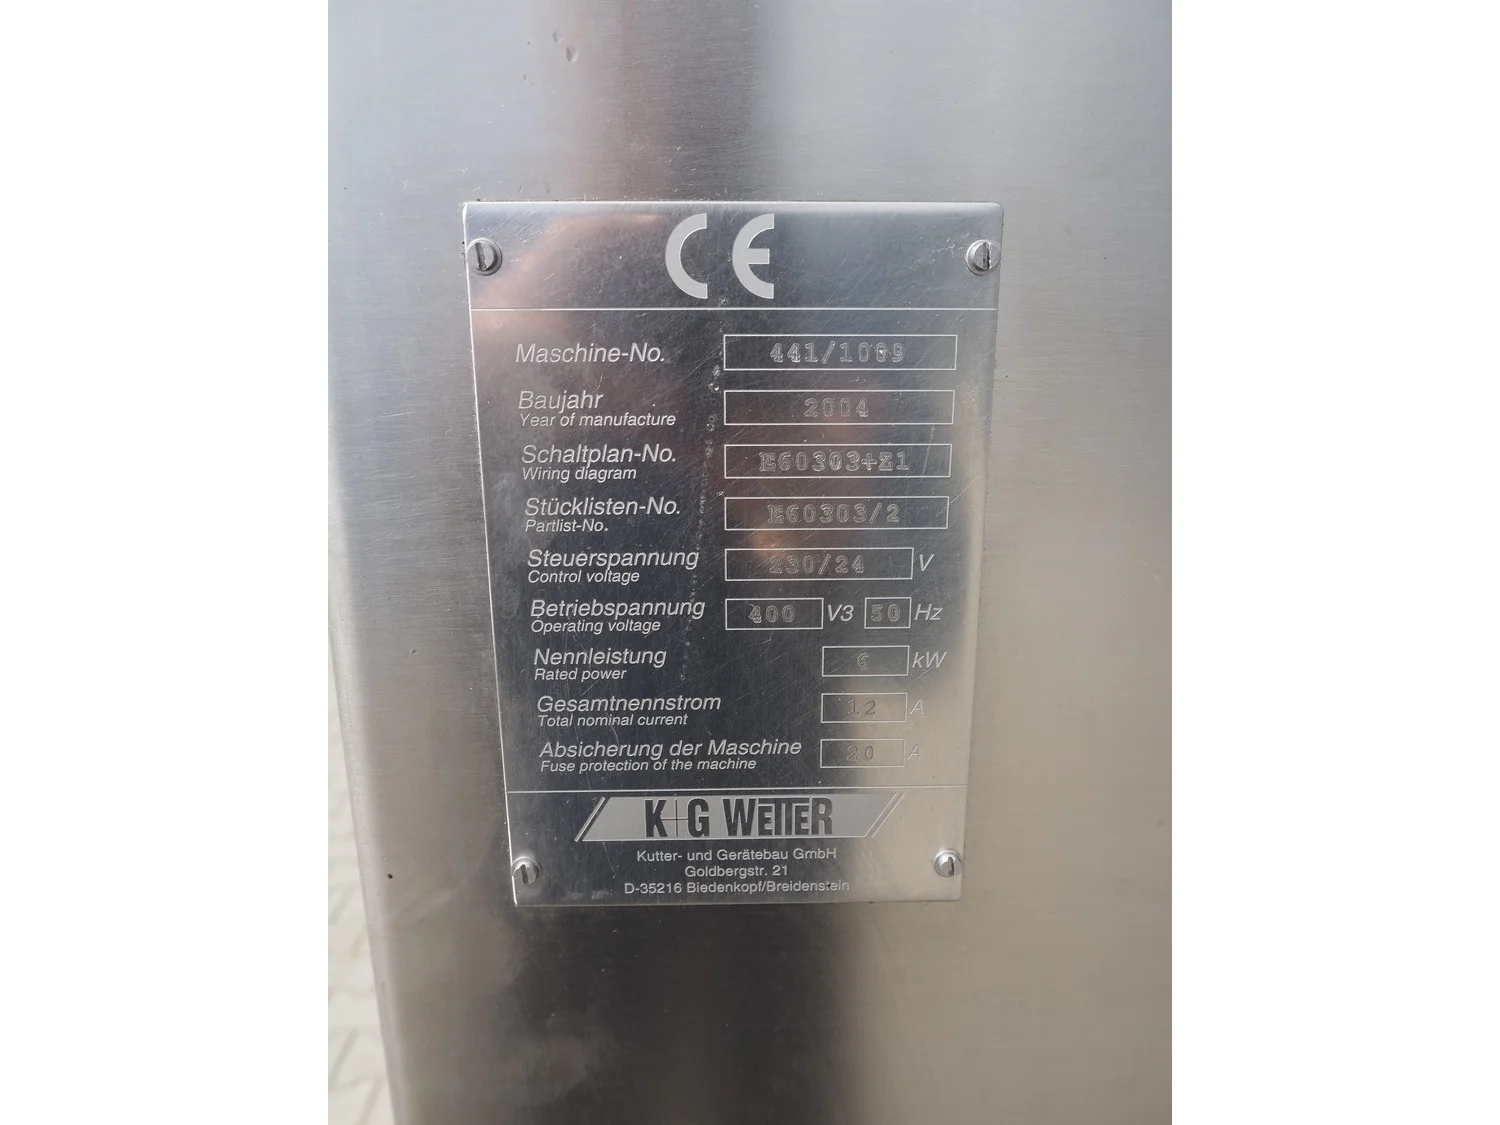 CE
Maschine-No. 441/1089
Baujahr 2004
Year of manufacture
Schaltplan-No. E60303+Z1
Wiring diagram
Stücklisten-No. E60303/2
Partlist-No.
Steuerspannung 230/24 V
Control voltage
Betriebspannung 400 V3 50 Hz
Operating voltage
Nennleistung 6 kW
Rated power
Gesamtnennstrom 12 A
Total nominal current
Absicherung der Maschine 20 A
Fuse protection of the machine
K+G WETTER
Kutter- und Gerätebau GmbH
Goldbergstr. 21
D-35216 Biedenkopf/Breidenstein